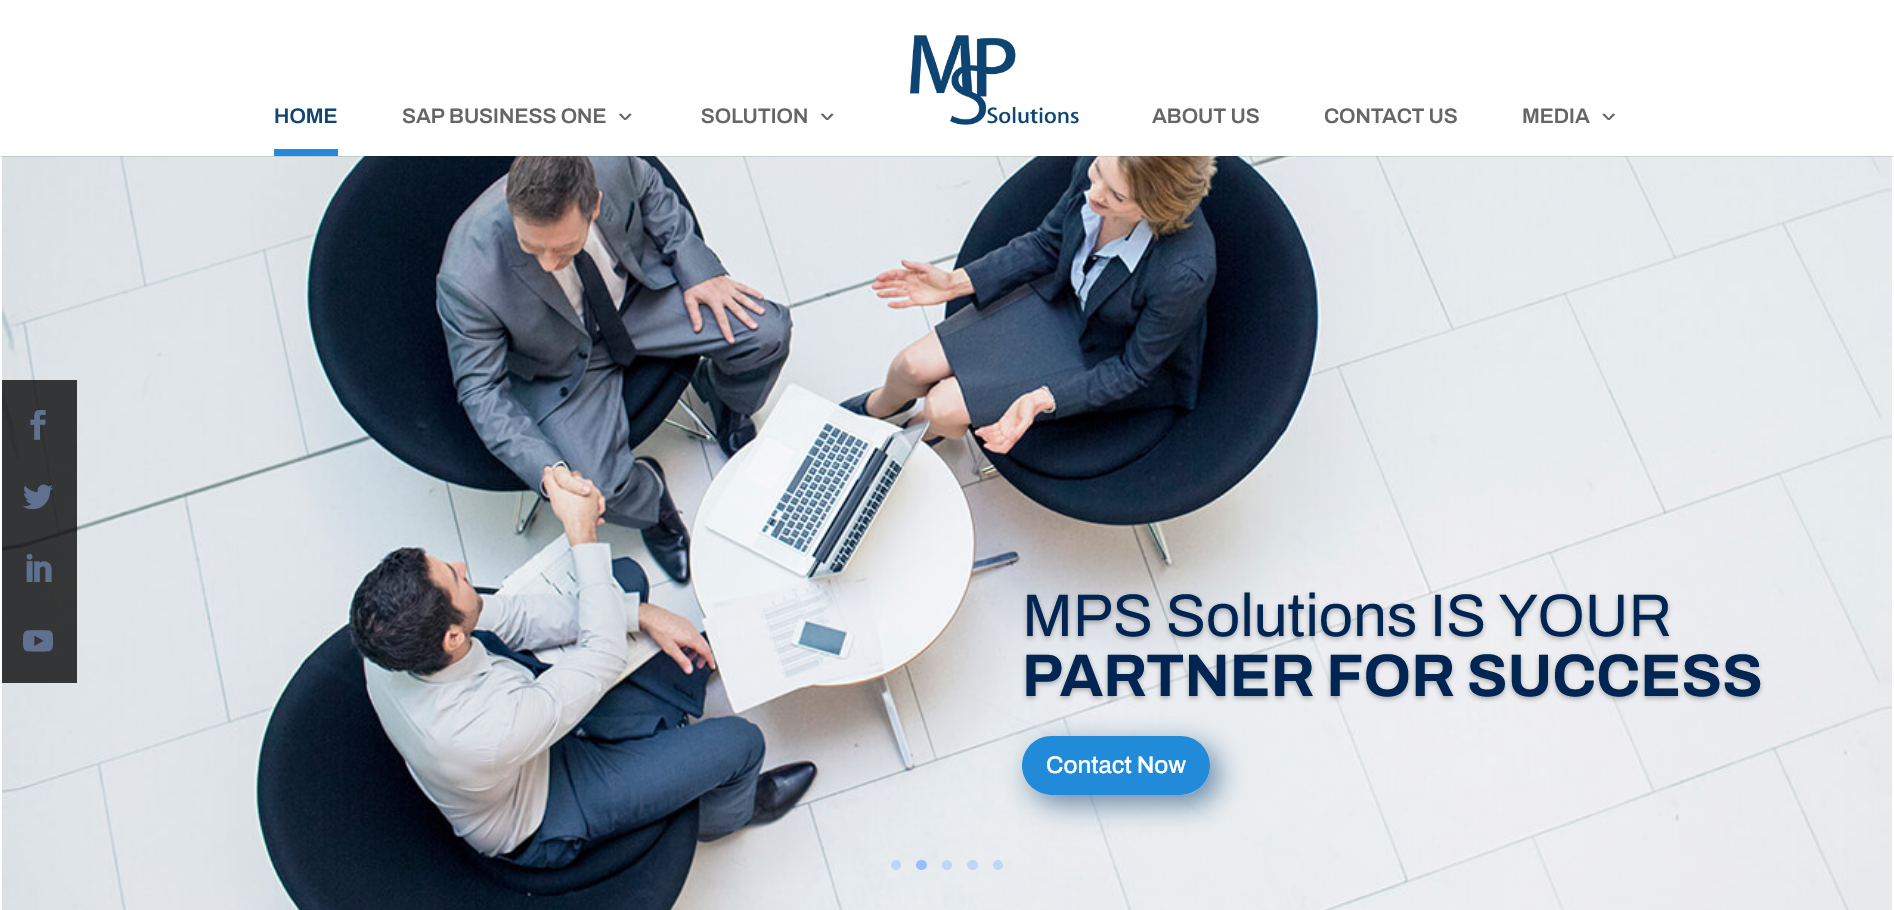 HOME
SAP BUSINESS ONE
SOLUTION
MPS Solutions
ABOUT US
CONTACT US
MEDIA
MPS Solutions IS YOUR
PARTNER FOR SUCCESS
Contact Now